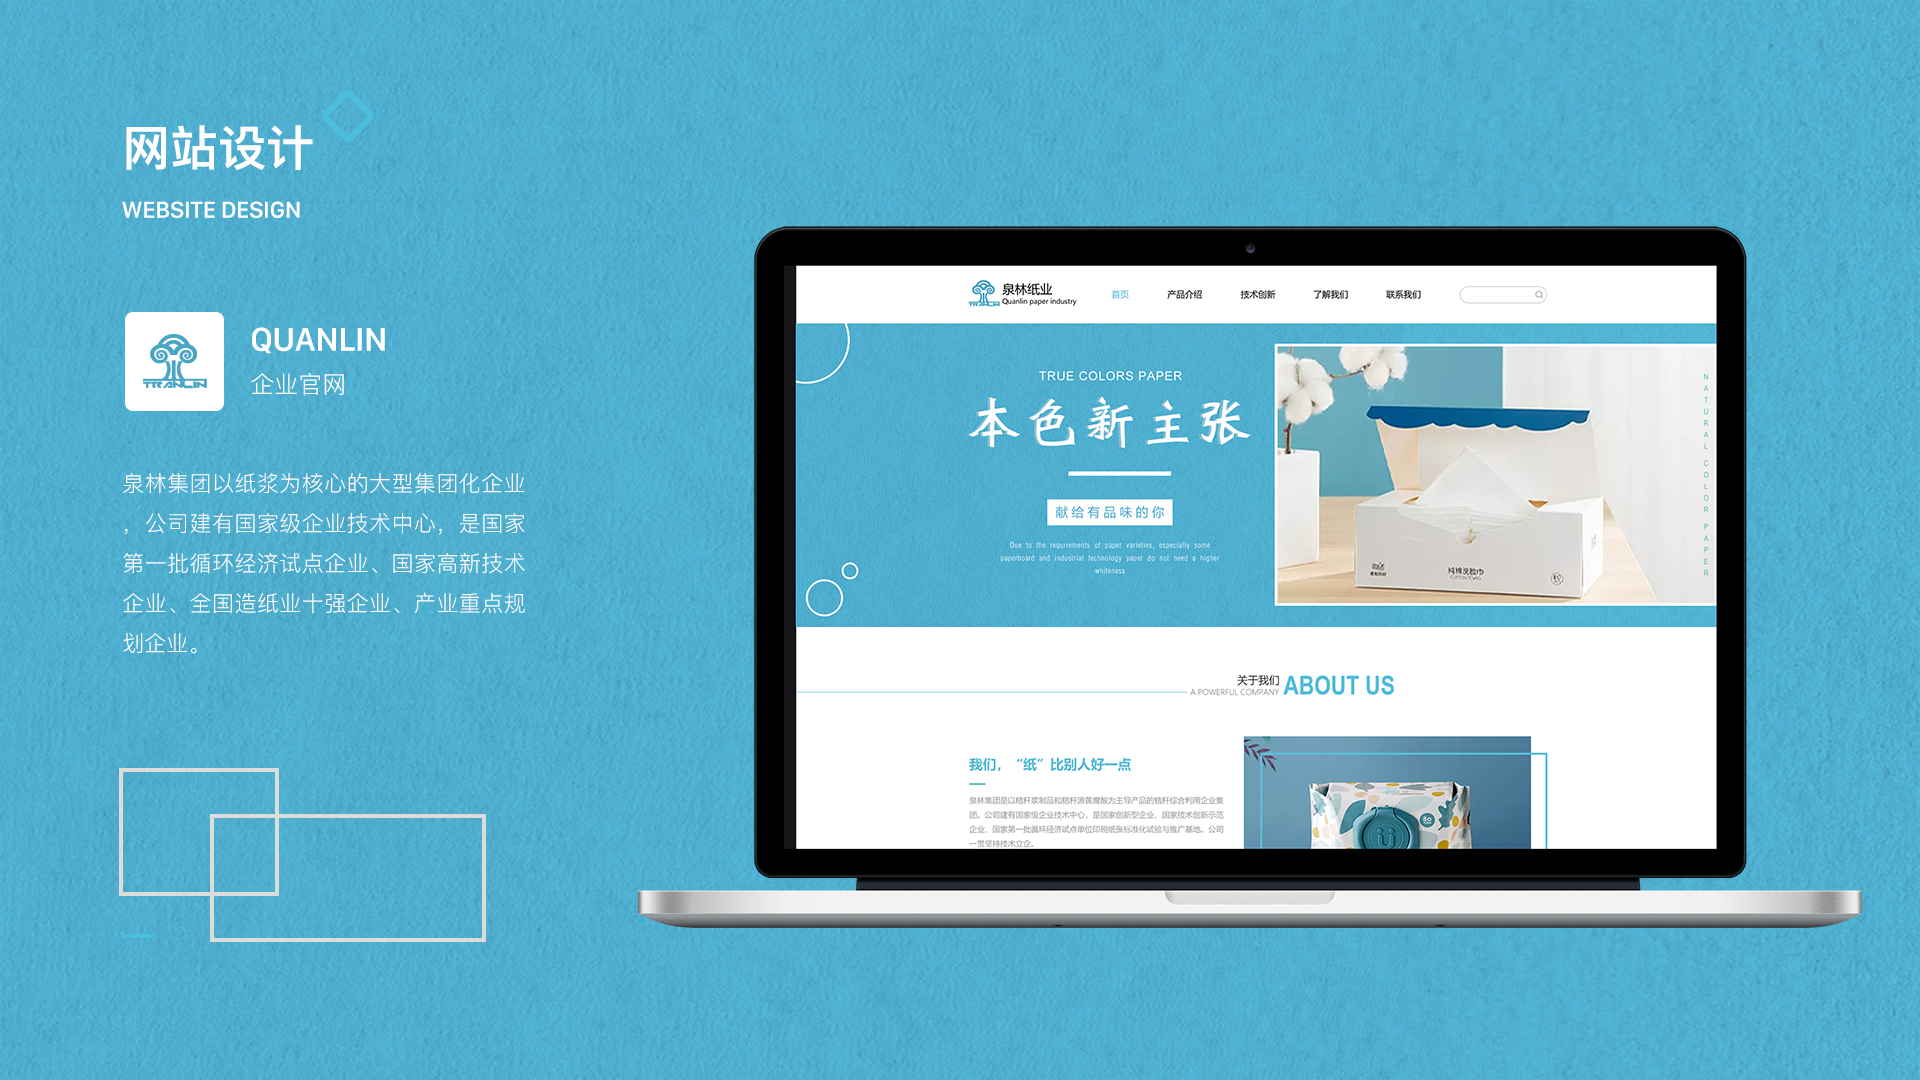 网站设计
WEBSITE DESIGN
TRANLIN
QUANLIN
企业官网
泉林集团以纸浆为核心的大型集团化企业
，公司建有国家级企业技术中心，是国家
第一批循环经济试点企业、国家高新技术
企业、全国造纸业十强企业、产业重点规
划企业。
TRANLIN
泉林纸业
Quanlin paper industry
首页 产品介绍 技术创新 了解我们 联系我们
TRUE COLORS PAPER
本色新主张
献给有品味的你
Due to the requirements of paper varieties, especially some
paperboard and industrial technology paper do not need a higher
whiteness
NATURAL COLOR PAPER
纯棉洗脸巾
COTTON TOWEL
80
关于我们
A POWERFUL COMPANY
ABOUT US
我们，“纸”比别人好一点
泉林集团是以秸秆浆制品和秸秆源黄腐酸为主导产品的秸秆综合利用企业集
团。公司建有国家级企业技术中心，是国家创新型企业、国家技术创新示范
企业、国家第一批循环经济试点单位印刷纸张标准化试验与推广基地。公司
一贯坚持技术立企。
80